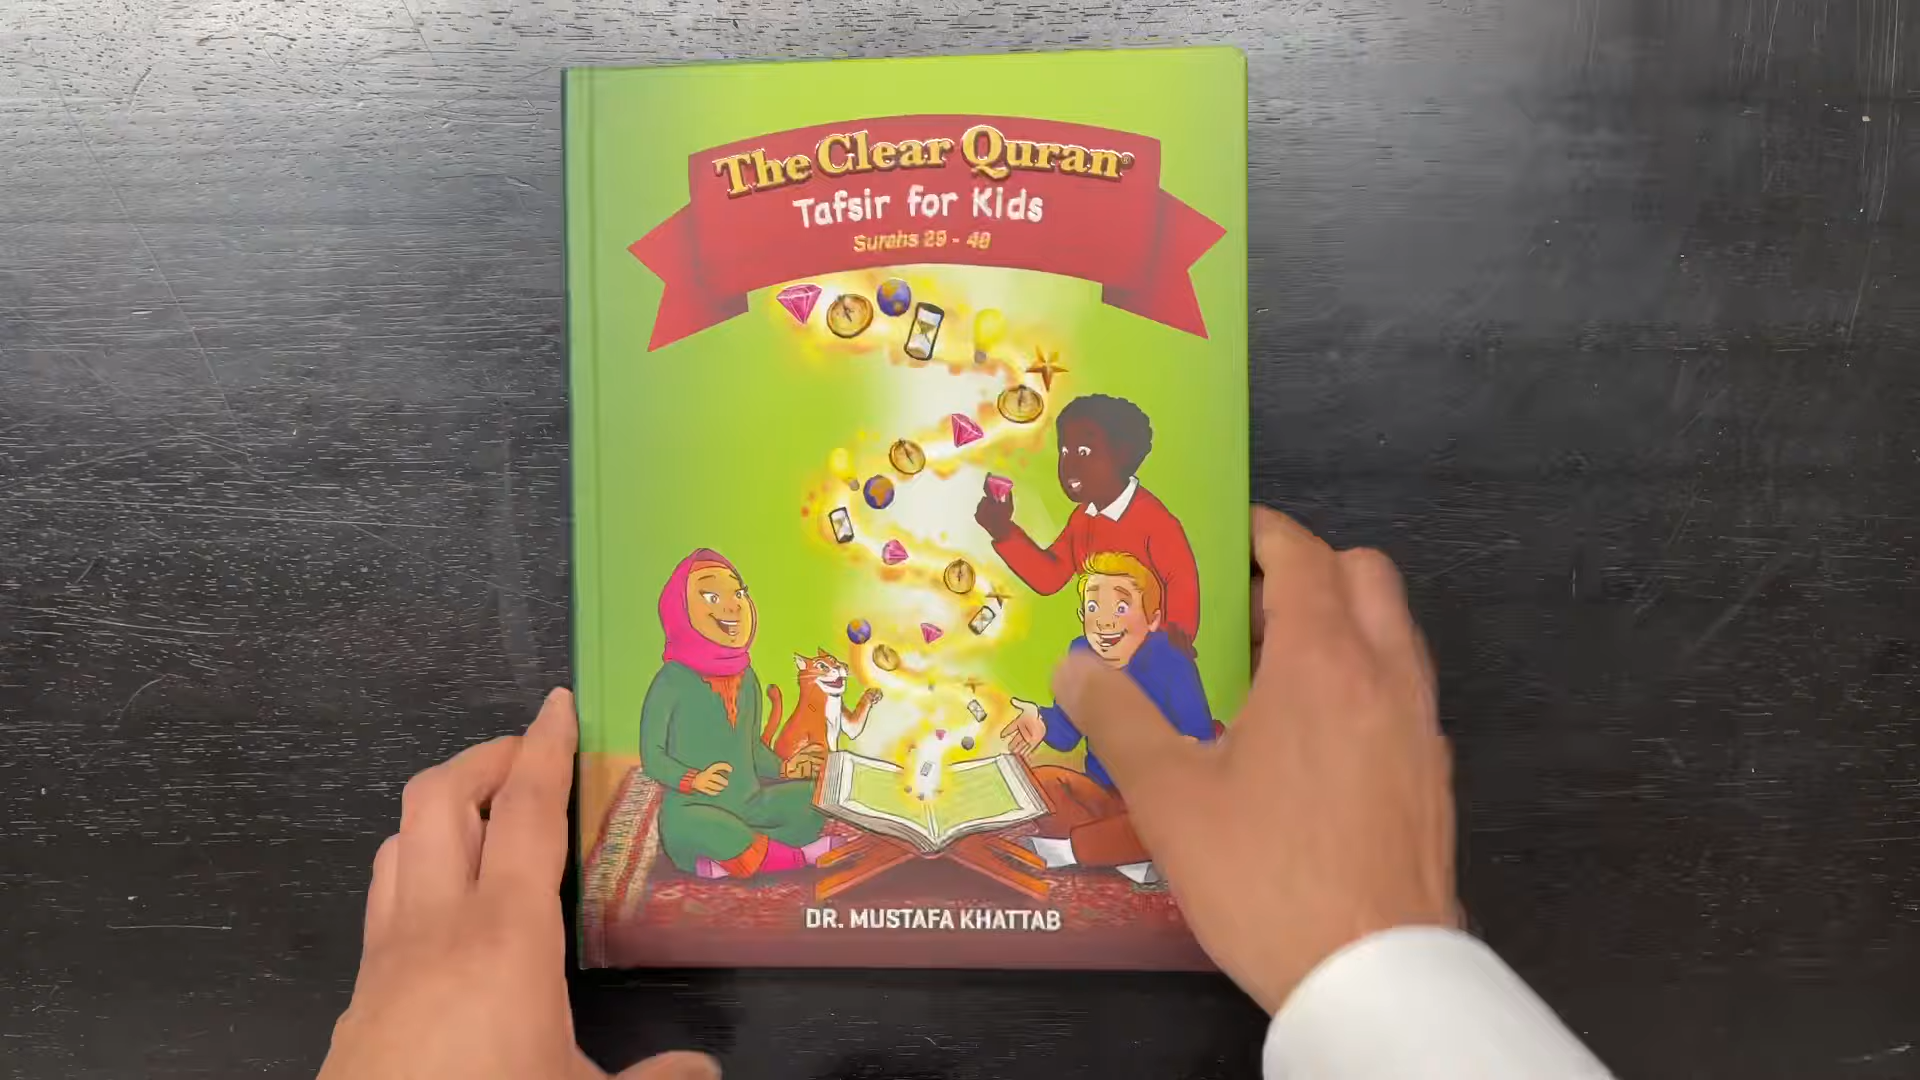 The Clear Quran®
Tafsir for Kids
Surahs 29 - 48
DR. MUSTAFA KHATTAB